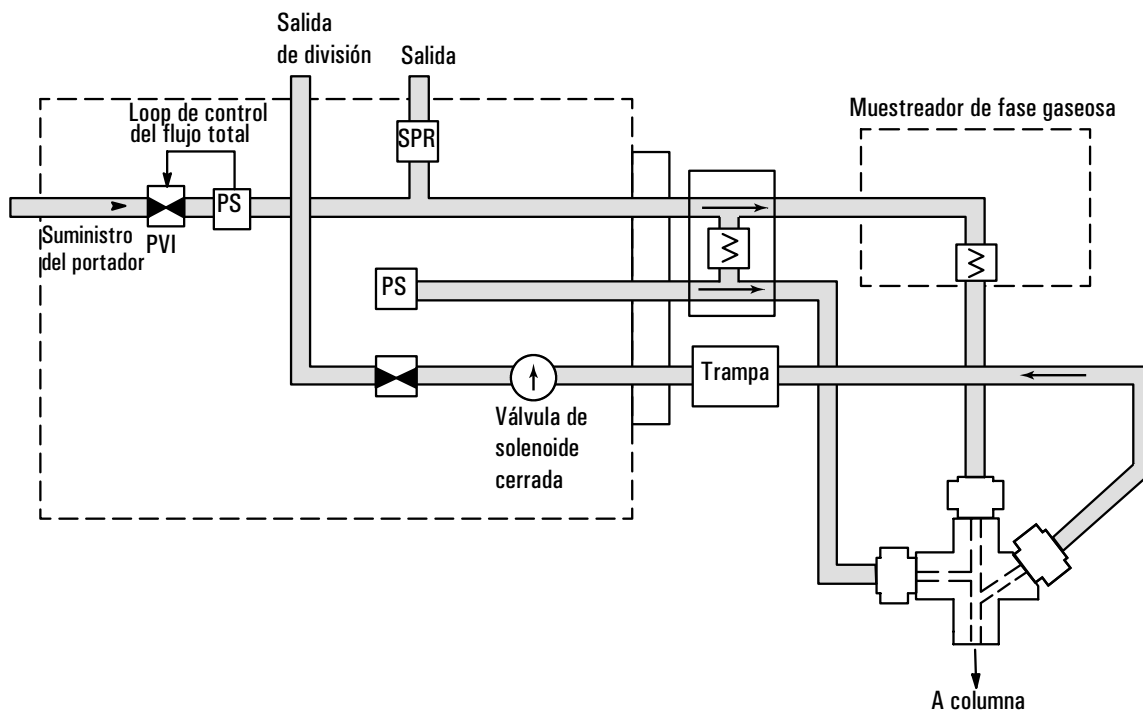 Salida
de división
Salida
Loop de control
del flujo total
SPR
Muestreador de fase gaseosa
PS
Suministro
del portador
PVI
PS
Trampa
Válvula de
solenoide
cerrada
A columna